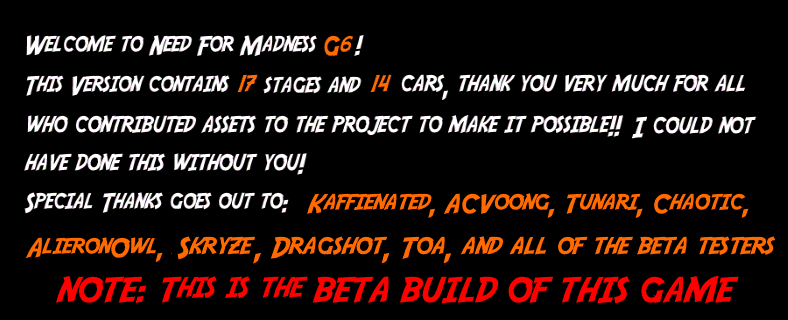 Welcome to Need For Madness G6!
This Version contains 17 stages and 14 cars, thank you very much for all
who contributed assets to the project to make it possible!! I could not
have done this without you!
Special Thanks goes out to: Kaffienated, ACVoong, Tunari, Chaotic,
AlieronOwl, Skryze, Dragshot, Toa, and all of the beta testers
NOTE: This is the BETA BUILD OF THIS GAME